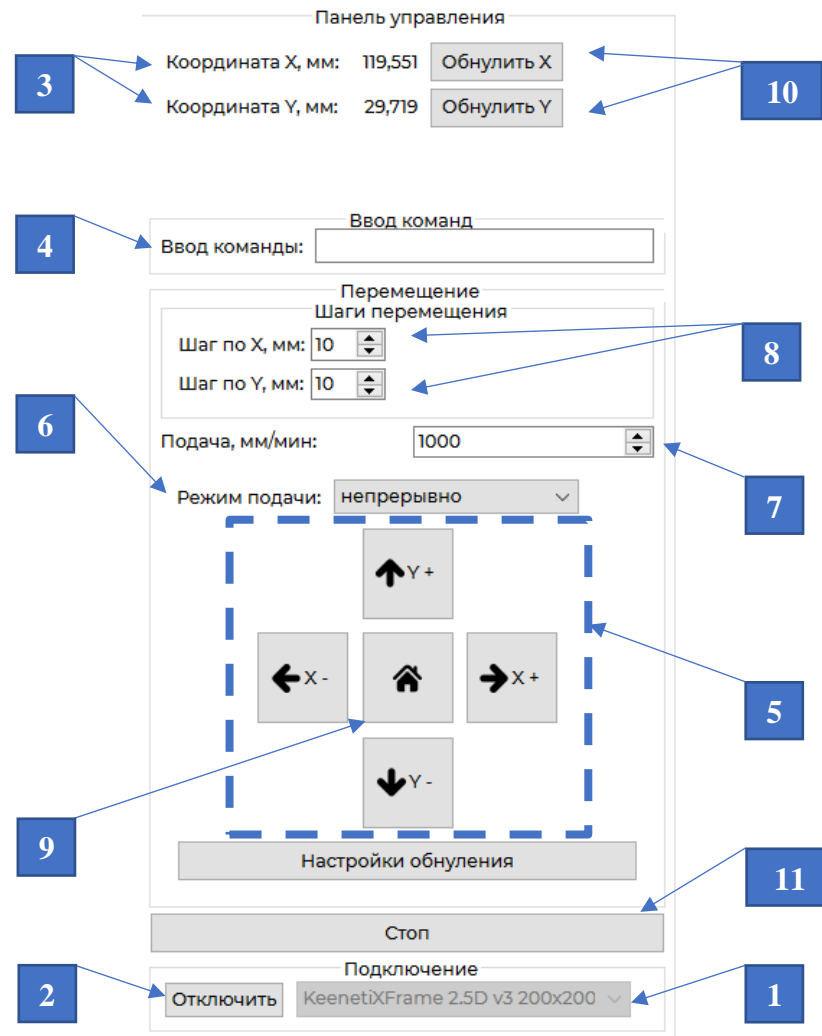 Панель управления
3
Координата X, мм: 119,551 Обнулить X
10
Координата Y, мм: 29,719 Обнулить Y
4
Ввод команд
Ввод команды:
Перемещение
Шаги перемещения
Шаг по X, мм: 10
8
Шаг по Y, мм: 10
6
Подача, мм/мин: 1000
7
Режим подачи: непрерывно
Y +
X -
X +
5
Y -
9
Настройки обнуления
11
Стоп
Подключение
2
Отключить KeenetiXFrame 2.5D v3 200x200
1